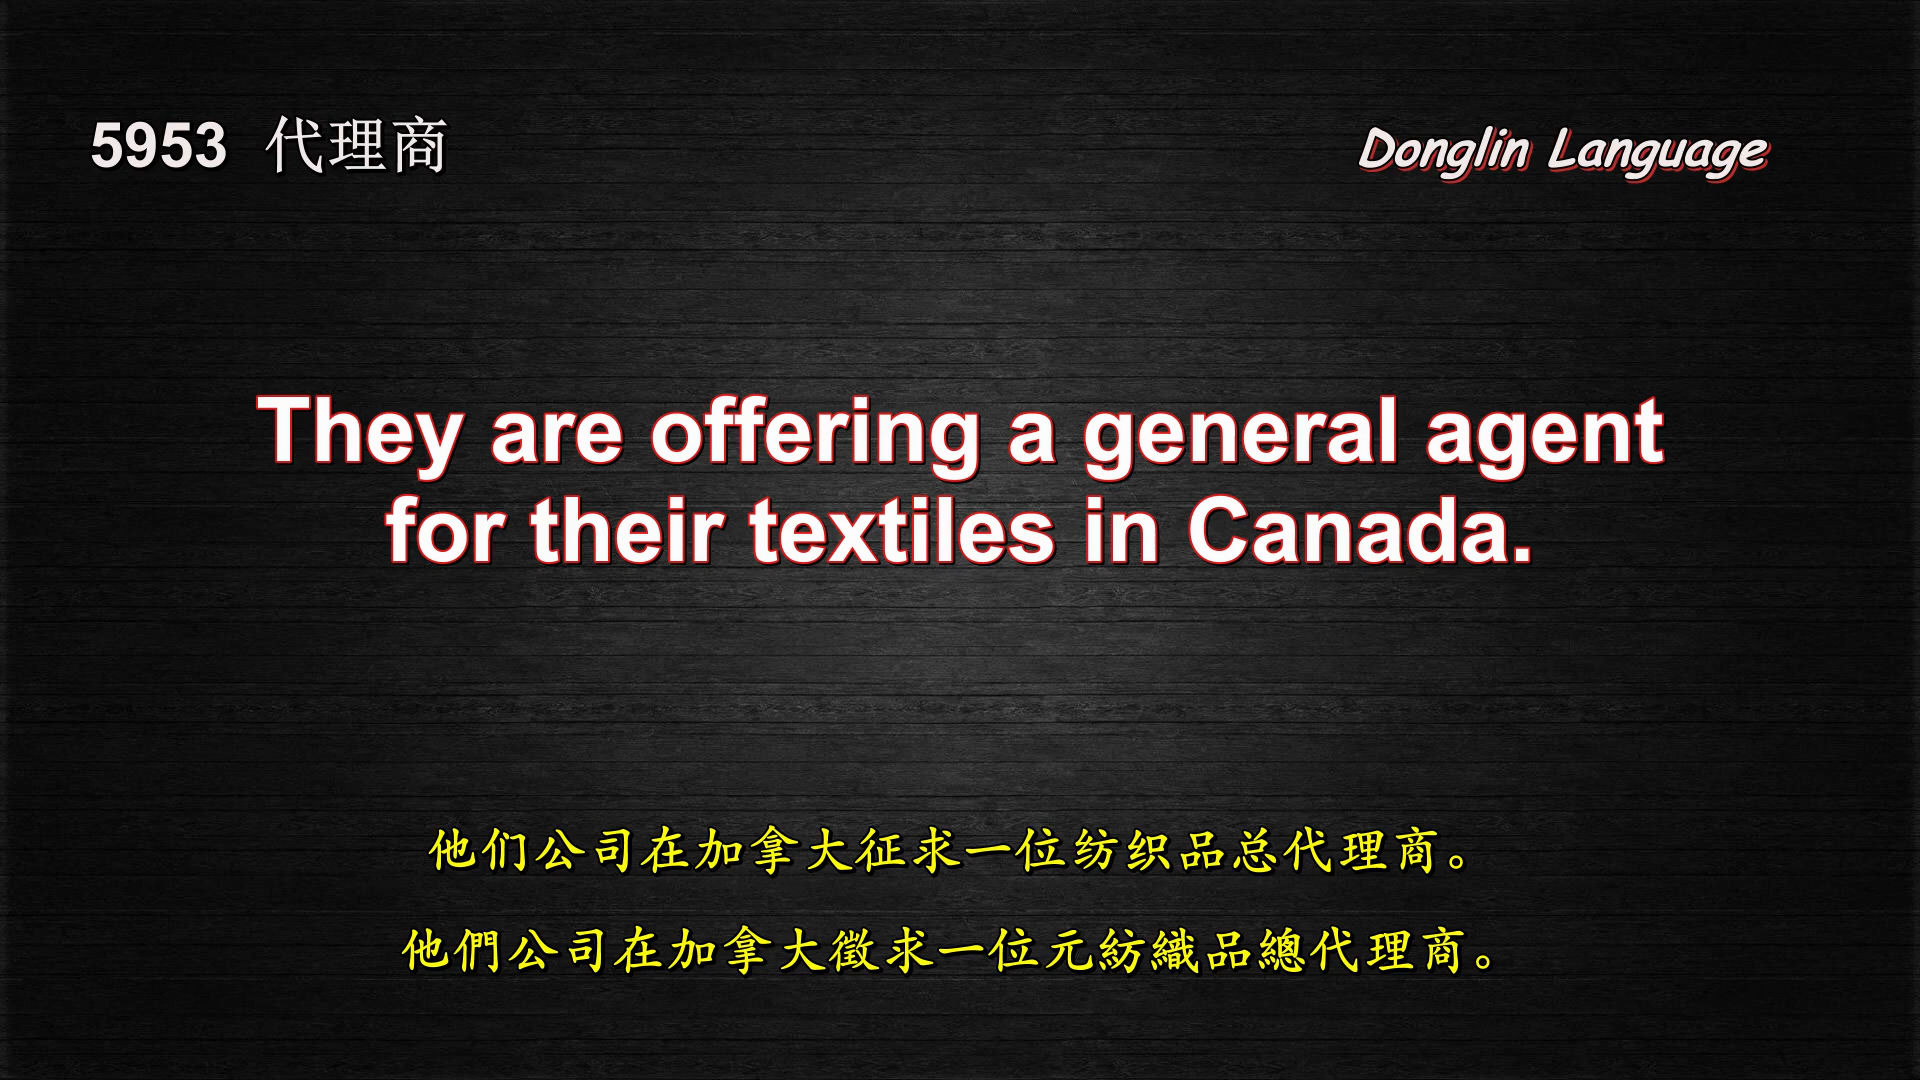 5953 代理商
Donglin Language
They are offering a general agent
for their textiles in Canada.
他们公司在加拿大征求一位纺织品总代理商。
他們公司在加拿大徵求一位元紡織品總代理商。